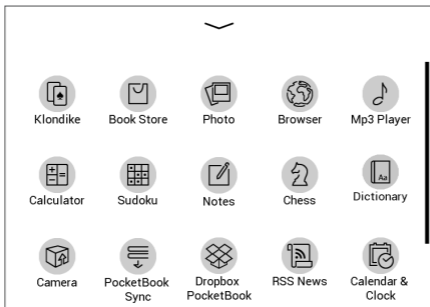 Klondike Book Store Photo Browser Mp3 Player
Calculator Sudoku Notes Chess Dictionary
Aa
Camera PocketBook Sync Dropbox PocketBook RSS News Calendar & Clock